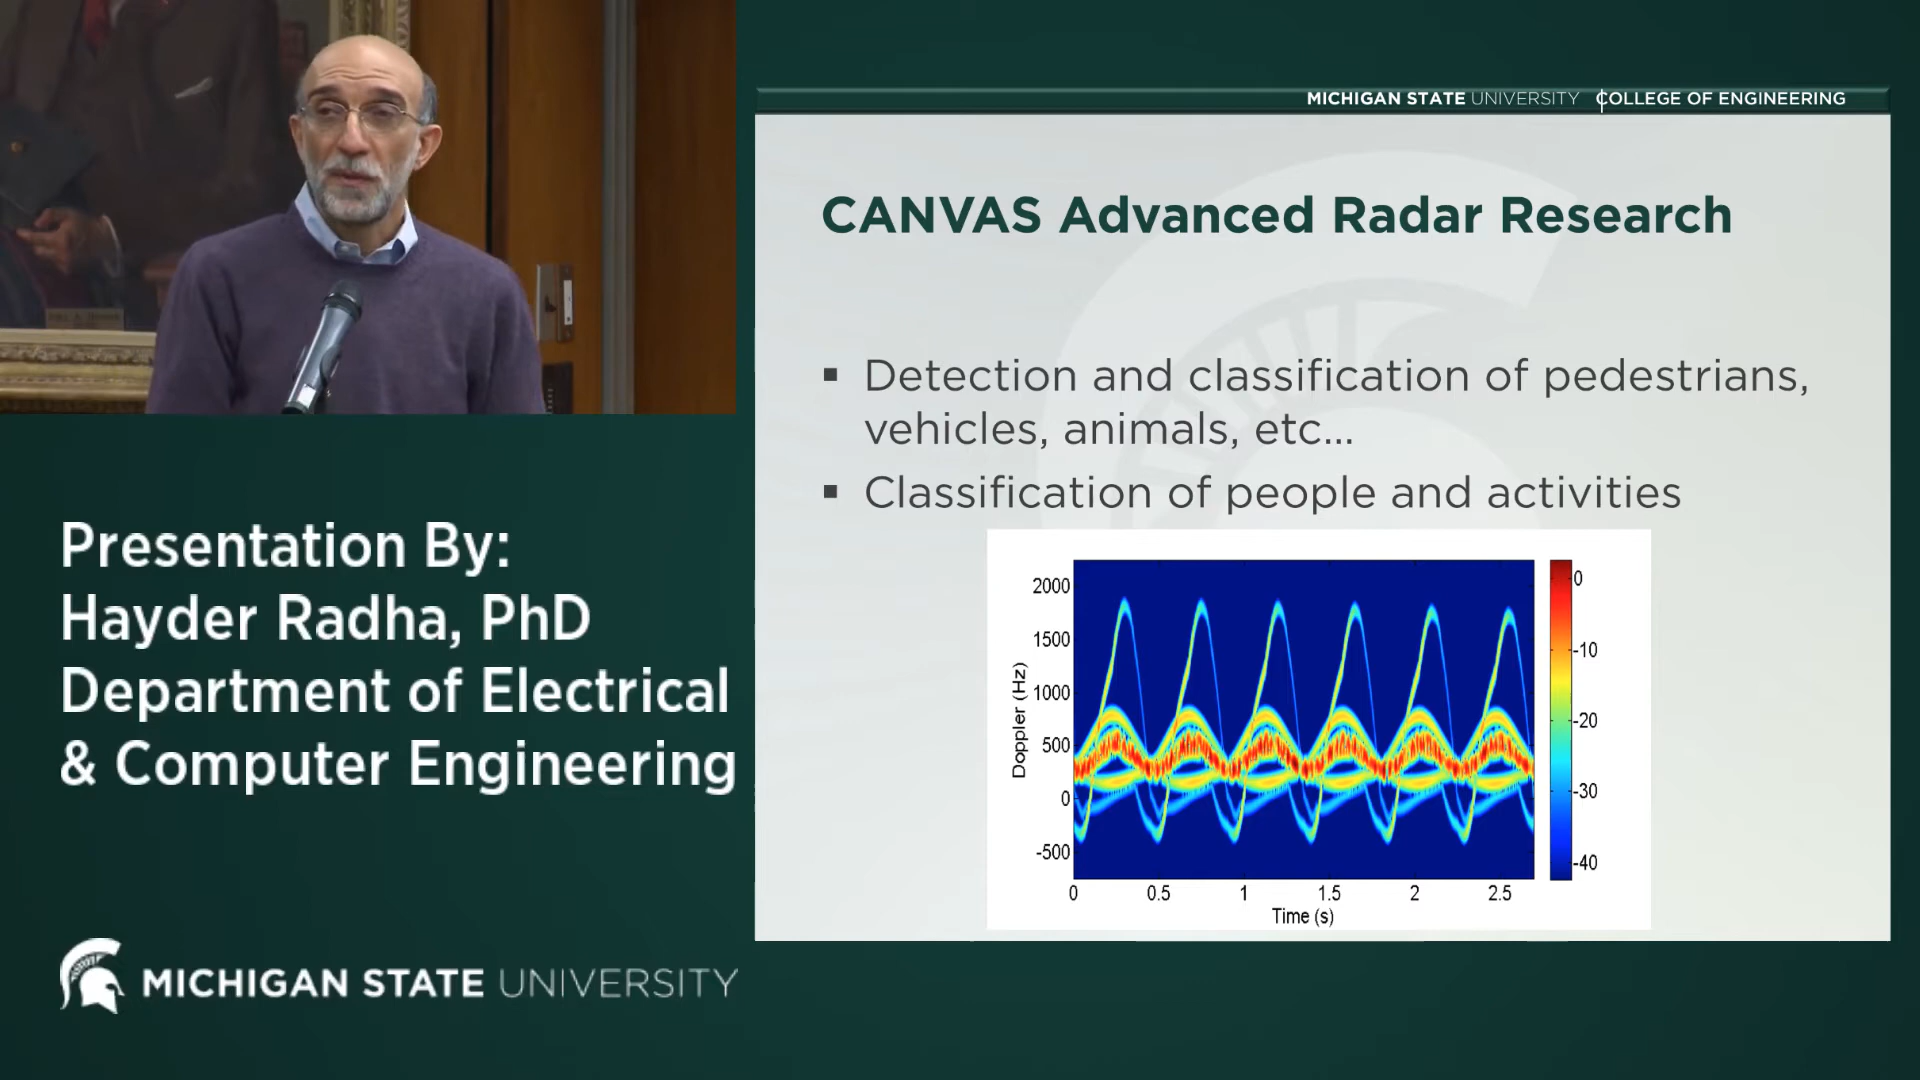 MICHIGAN STATE UNIVERSITY COLLEGE OF ENGINEERING
CANVAS Advanced Radar Research
▪ Detection and classification of pedestrians,
vehicles, animals, etc...
▪ Classification of people and activities
2000
1500
1000
500
0
-500
Doppler (Hz)
0 0.5 1 1.5 2 2.5
Time (s)
0
-10
-20
-30
-40
Presentation By:
Hayder Radha, PhD
Department of Electrical
& Computer Engineering
MICHIGAN STATE UNIVERSITY